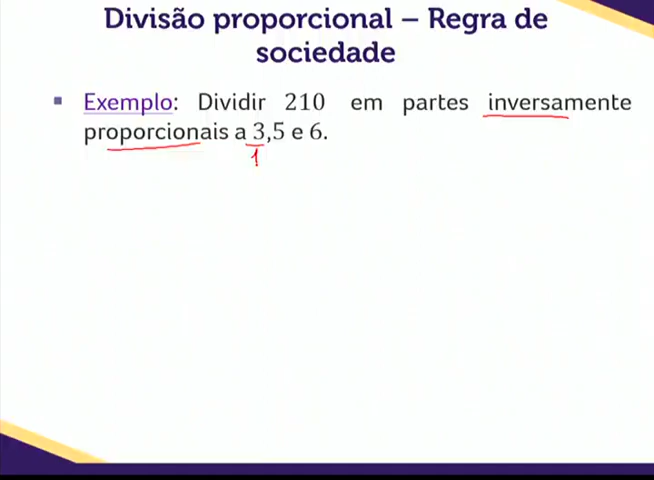 Divisão proporcional – Regra de
sociedade
▪ Exemplo: Dividir 210 em partes inversamente
proporcionais a 3,5 e 6.
1